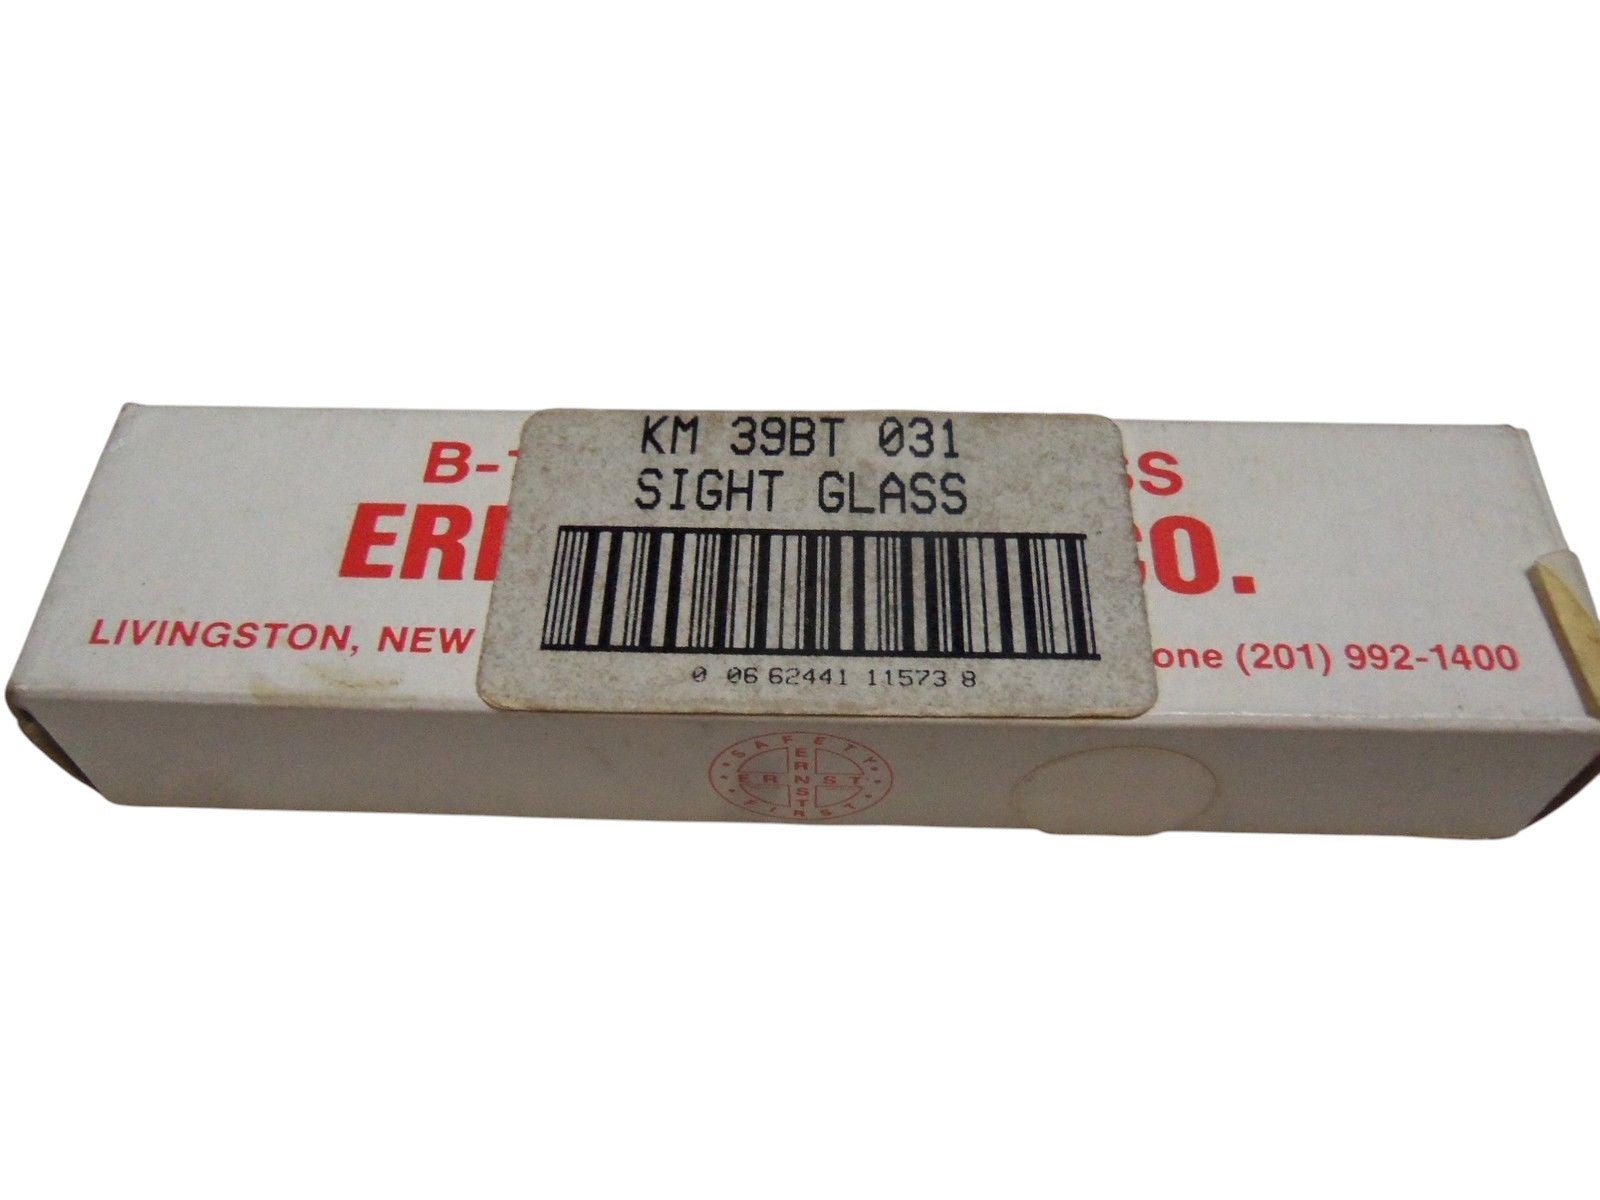 KM 39BT 031
SIGHT GLASS
B-
SS
ER
CO.
LIVINGSTON, NEW
one (201) 992-1400
0 06 62441 11573 8
SAFETY
ERNST
ERNST
FIRST